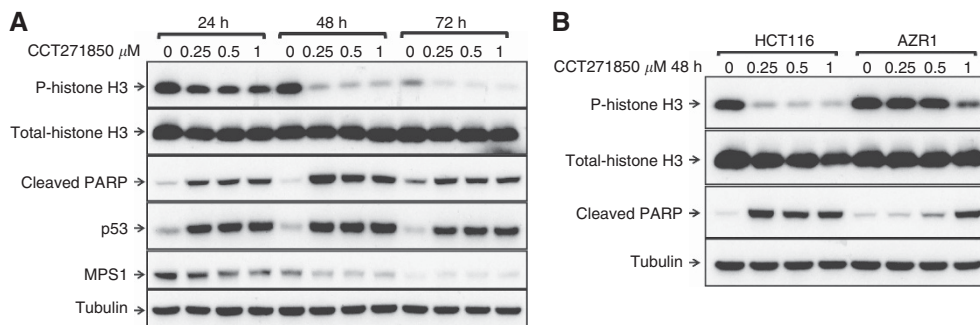 A
24 h 48 h 72 h
CCT271850 μM 0 0.25 0.5 1 0 0.25 0.5 1 0 0.25 0.5 1
P-histone H3
Total-histone H3
Cleaved PARP
p53
MPS1
Tubulin
B
HCT116 AZR1
CCT271850 μM 48 h 0 0.25 0.5 1 0 0.25 0.5 1
P-histone H3
Total-histone H3
Cleaved PARP
Tubulin